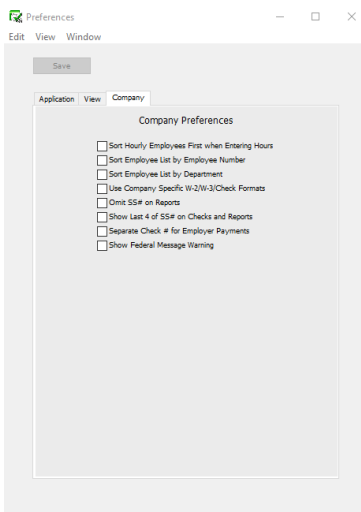 Preferences
Edit View Window
Save
Application View Company
Company Preferences
Sort Hourly Employees First when Entering Hours
Sort Employee List by Employee Number
Sort Employee List by Department
Use Company Specific W-2/W-3/Check Formats
Omit SS# on Reports
Show Last 4 of SS# on Checks and Reports
Separate Check # for Employer Payments
Show Federal Message Warning